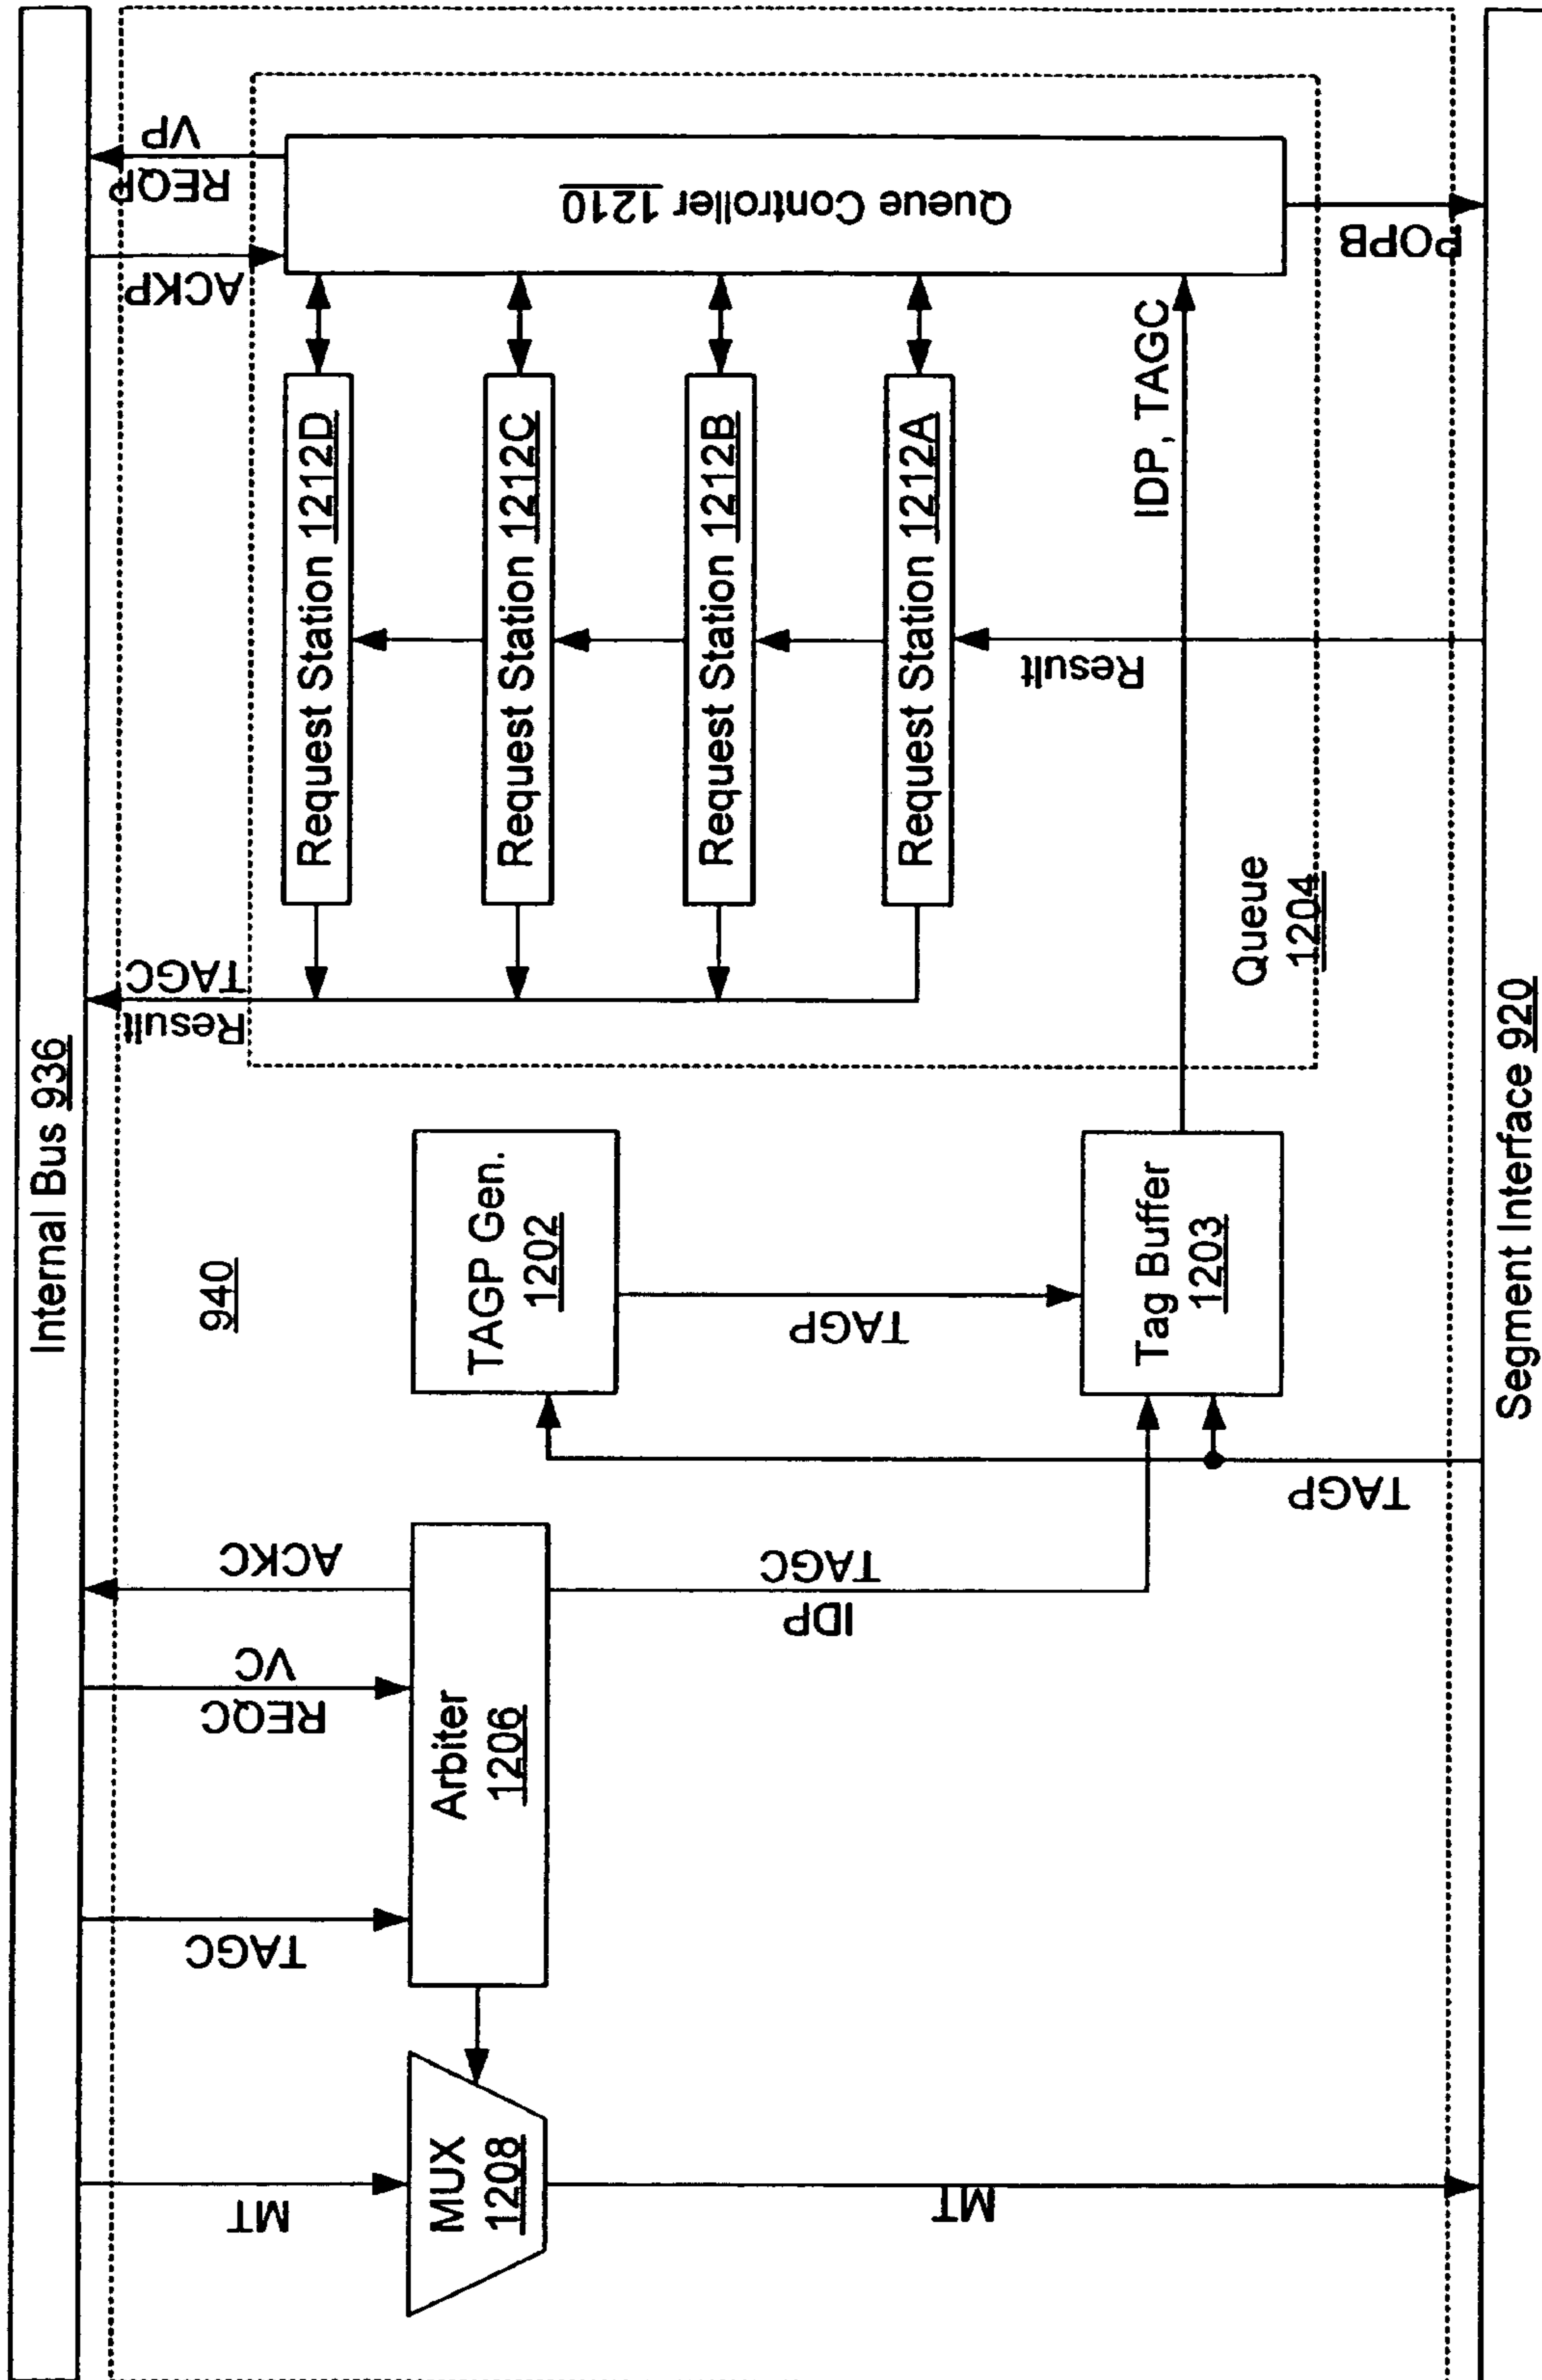 Internal Bus 936
MT
TAGC
REQC
VC
ACKC
940
Result
TAGC
ACKP
REQP
VP
MUX
1208
Arbiter
1206
TAGP Gen.
1202
Request Station 1212D
Request Station 1212C
Request Station 1212B
Request Station 1212A
Queue Controller 1210
MT
IDP
TAGC
TAGP
Result
IDP, TAGC
Tag Buffer
1203
Queue
1204
TAGP
POPB
Segment Interface 920